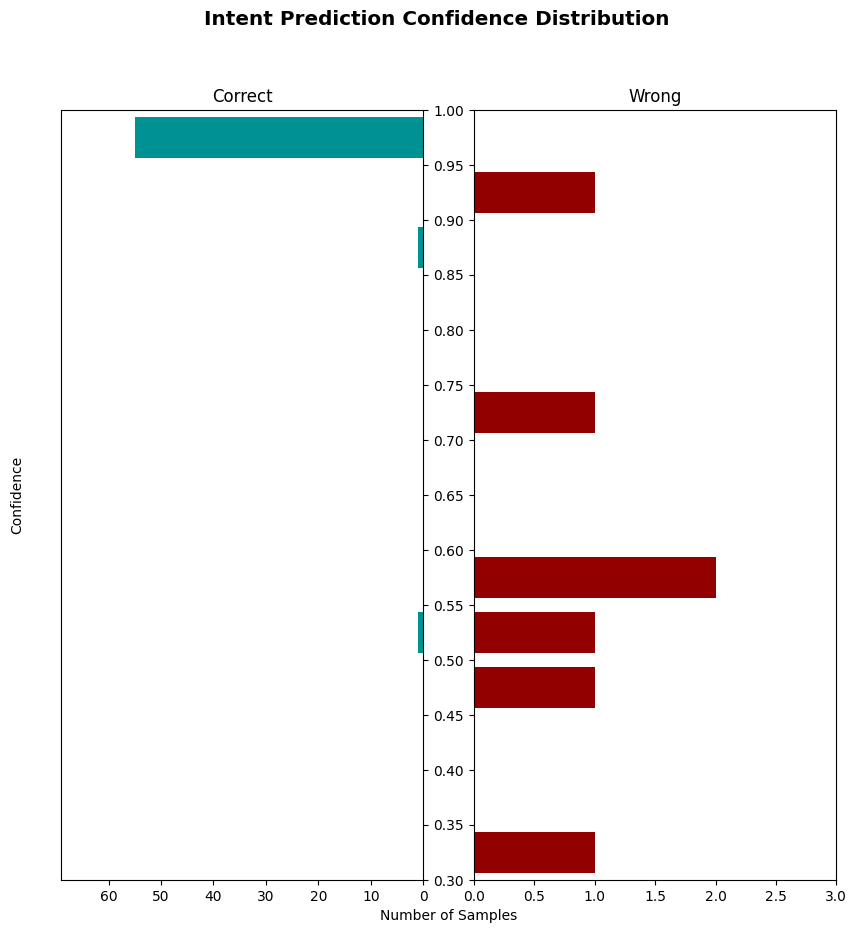 Intent Prediction Confidence Distribution
Correct
Wrong
Confidence
1.00
0.95
0.90
0.85
0.80
0.75
0.70
0.65
0.60
0.55
0.50
0.45
0.40
0.35
0.30
60 50 40 30 20 10 0
0.0 0.5 1.0 1.5 2.0 2.5 3.0
Number of Samples